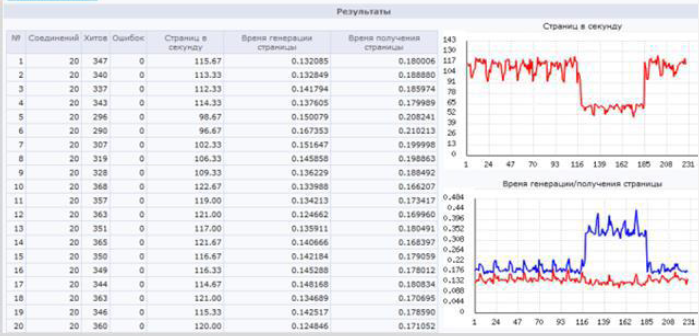 Результаты
№ Соединений Хитов Ошибок Страниц в секунду Время генерации страницы Время получения страницы
1 20 347 0 115.67 0.132085 0.180006
2 20 340 0 113.33 0.132849 0.188880
3 20 337 0 112.33 0.141794 0.185974
4 20 343 0 114.33 0.137605 0.179989
5 20 296 0 98.67 0.150079 0.208241
6 20 290 0 96.67 0.167353 0.210213
7 20 307 0 102.33 0.151647 0.199998
8 20 319 0 106.33 0.145858 0.198863
9 20 328 0 109.33 0.136229 0.188492
10 20 368 0 122.67 0.133988 0.166207
11 20 357 0 119.00 0.134213 0.173417
12 20 363 0 121.00 0.124662 0.169960
13 20 351 0 117.00 0.135911 0.180491
14 20 365 0 121.67 0.140666 0.168397
15 20 350 0 116.67 0.142184 0.179059
16 20 349 0 116.33 0.145288 0.178012
17 20 344 0 114.67 0.148168 0.180834
18 20 363 0 121.00 0.134689 0.170695
19 20 346 0 115.33 0.142517 0.178590
20 20 360 0 120.00 0.124846 0.171052
Страниц в секунду
143
130
117
104
91
78
65
52
39
26
13
0
1 24 47 70 93 116 139 162 185 208 231
Время генерации/получения страницы
0.484
0.44
0.396
0.352
0.308
0.264
0.22
0.176
0.132
0.088
0.044
0
1 24 47 70 93 116 139 162 185 208 231